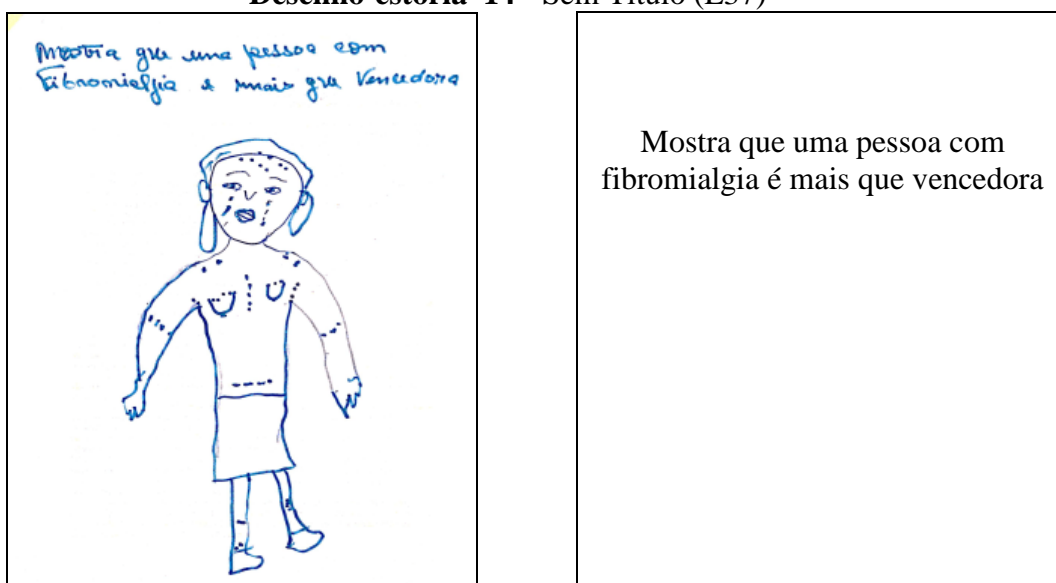 Desenho-estória 14 - Sem Título (E37)
Mostra que uma pessoa com
Fibromialgia é mais que Vencedora
Mostra que uma pessoa com
fibromialgia é mais que vencedora